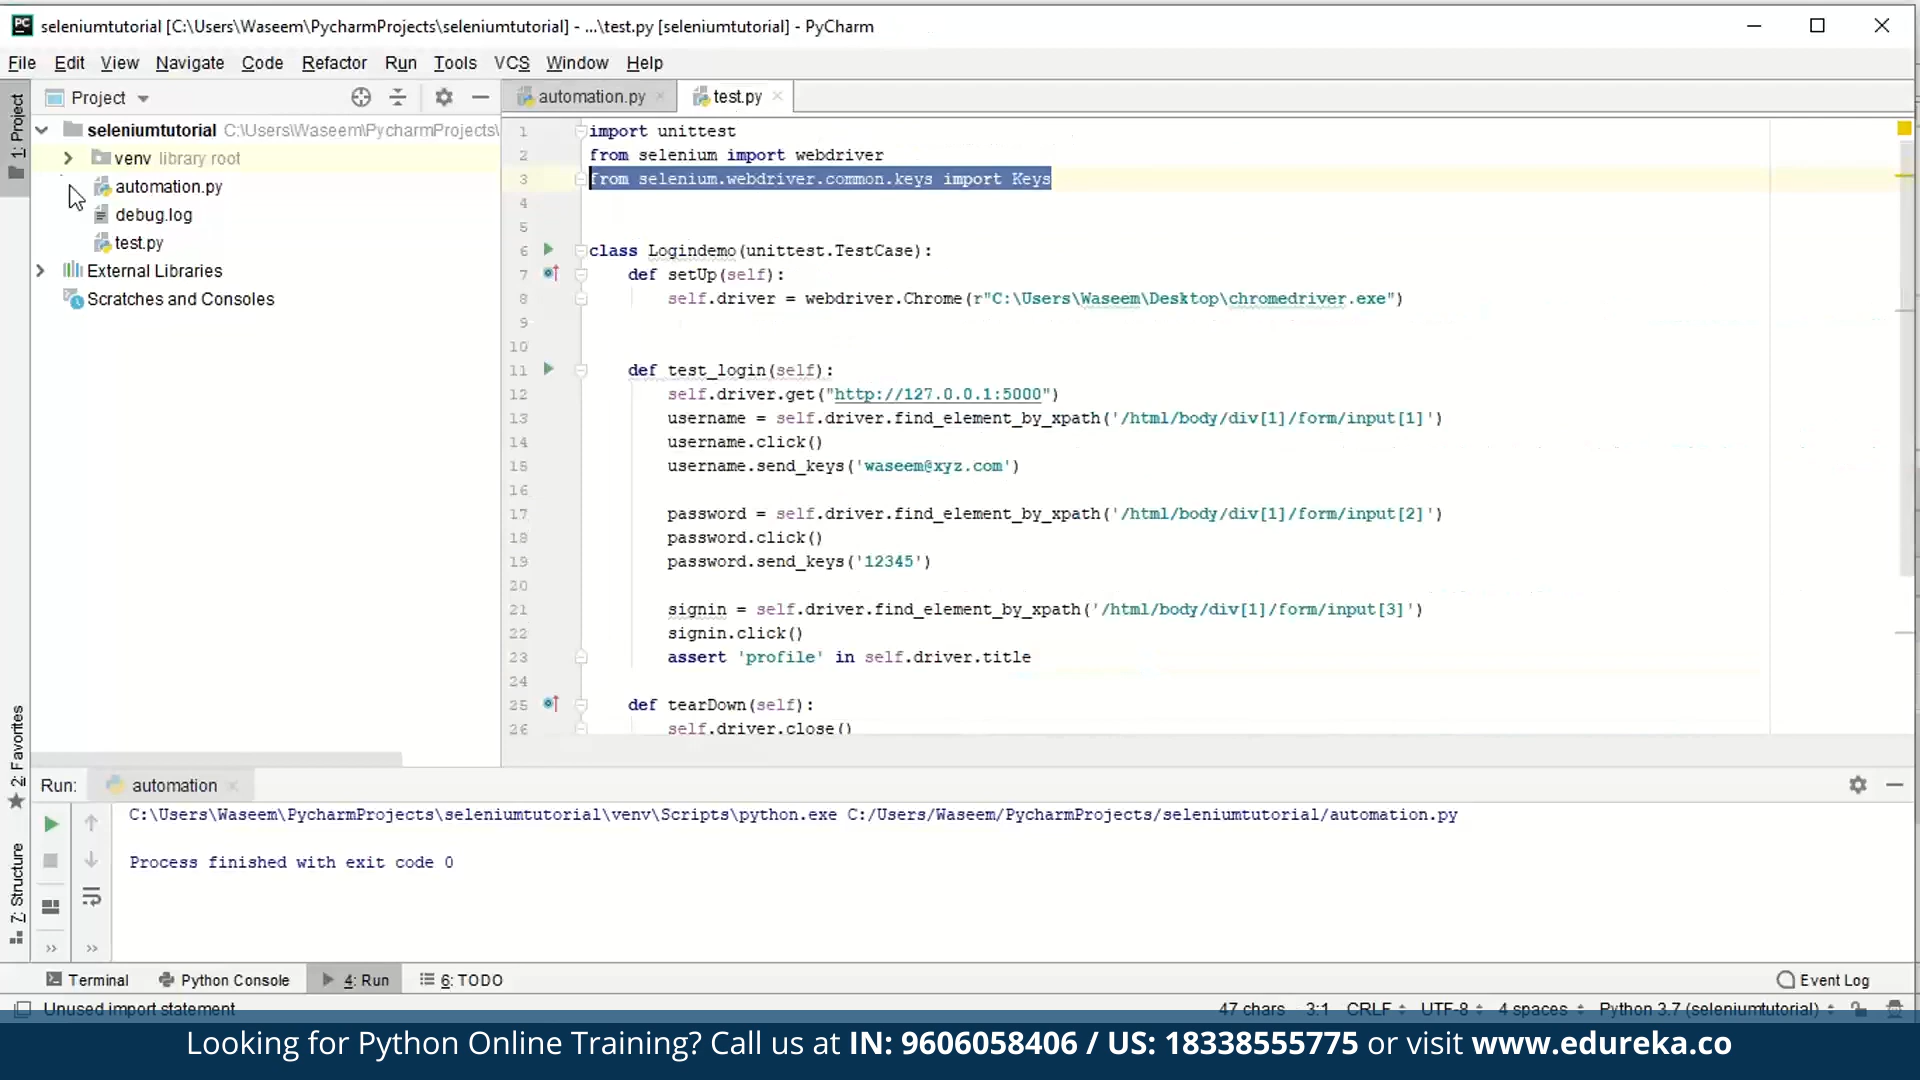 seleniumtutorial [C:\Users\Waseem\PycharmProjects\seleniumtutorial] - ...\test.py [seleniumtutorial] - PyCharm
File Edit View Navigate Code Refactor Run Tools VCS Window Help
Project
automation.py
test.py
1: Project
seleniumtutorial C:\Users\Waseem\PycharmProjects\
venv library root
automation.py
debug.log
test.py
External Libraries
Scratches and Consoles
1 import unittest
2 from selenium import webdriver
3 from selenium.webdriver.common.keys import Keys
4
5
6 class Logindemo(unittest.TestCase):
7 def setUp(self):
8 self.driver = webdriver.Chrome(r"C:\Users\Waseem\Desktop\chromedriver.exe")
9
10
11 def test_login(self):
12 self.driver.get("http://127.0.0.1:5000")
13 username = self.driver.find_element_by_xpath('/html/body/div[1]/form/input[1]')
14 username.click()
15 username.send_keys('waseem@xyz.com')
16
17 password = self.driver.find_element_by_xpath('/html/body/div[1]/form/input[2]')
18 password.click()
19 password.send_keys('12345')
20
21 signin = self.driver.find_element_by_xpath('/html/body/div[1]/form/input[3]')
22 signin.click()
23 assert 'profile' in self.driver.title
24
25 def tearDown(self):
26 self.driver.close()
2: Favorites
7: Structure
Run: automation
C:\Users\Waseem\PycharmProjects\seleniumtutorial\venv\Scripts\python.exe C:/Users/Waseem/PycharmProjects/seleniumtutorial/automation.py
Process finished with exit code 0
Terminal Python Console 4: Run 6: TODO Event Log
Unused import statement 47 chars 3:1 CRLF UTF-8 4 spaces Python 3.7 (seleniumtutorial)
Looking for Python Online Training? Call us at IN: 9606058406 / US: 18338555775 or visit www.edureka.co